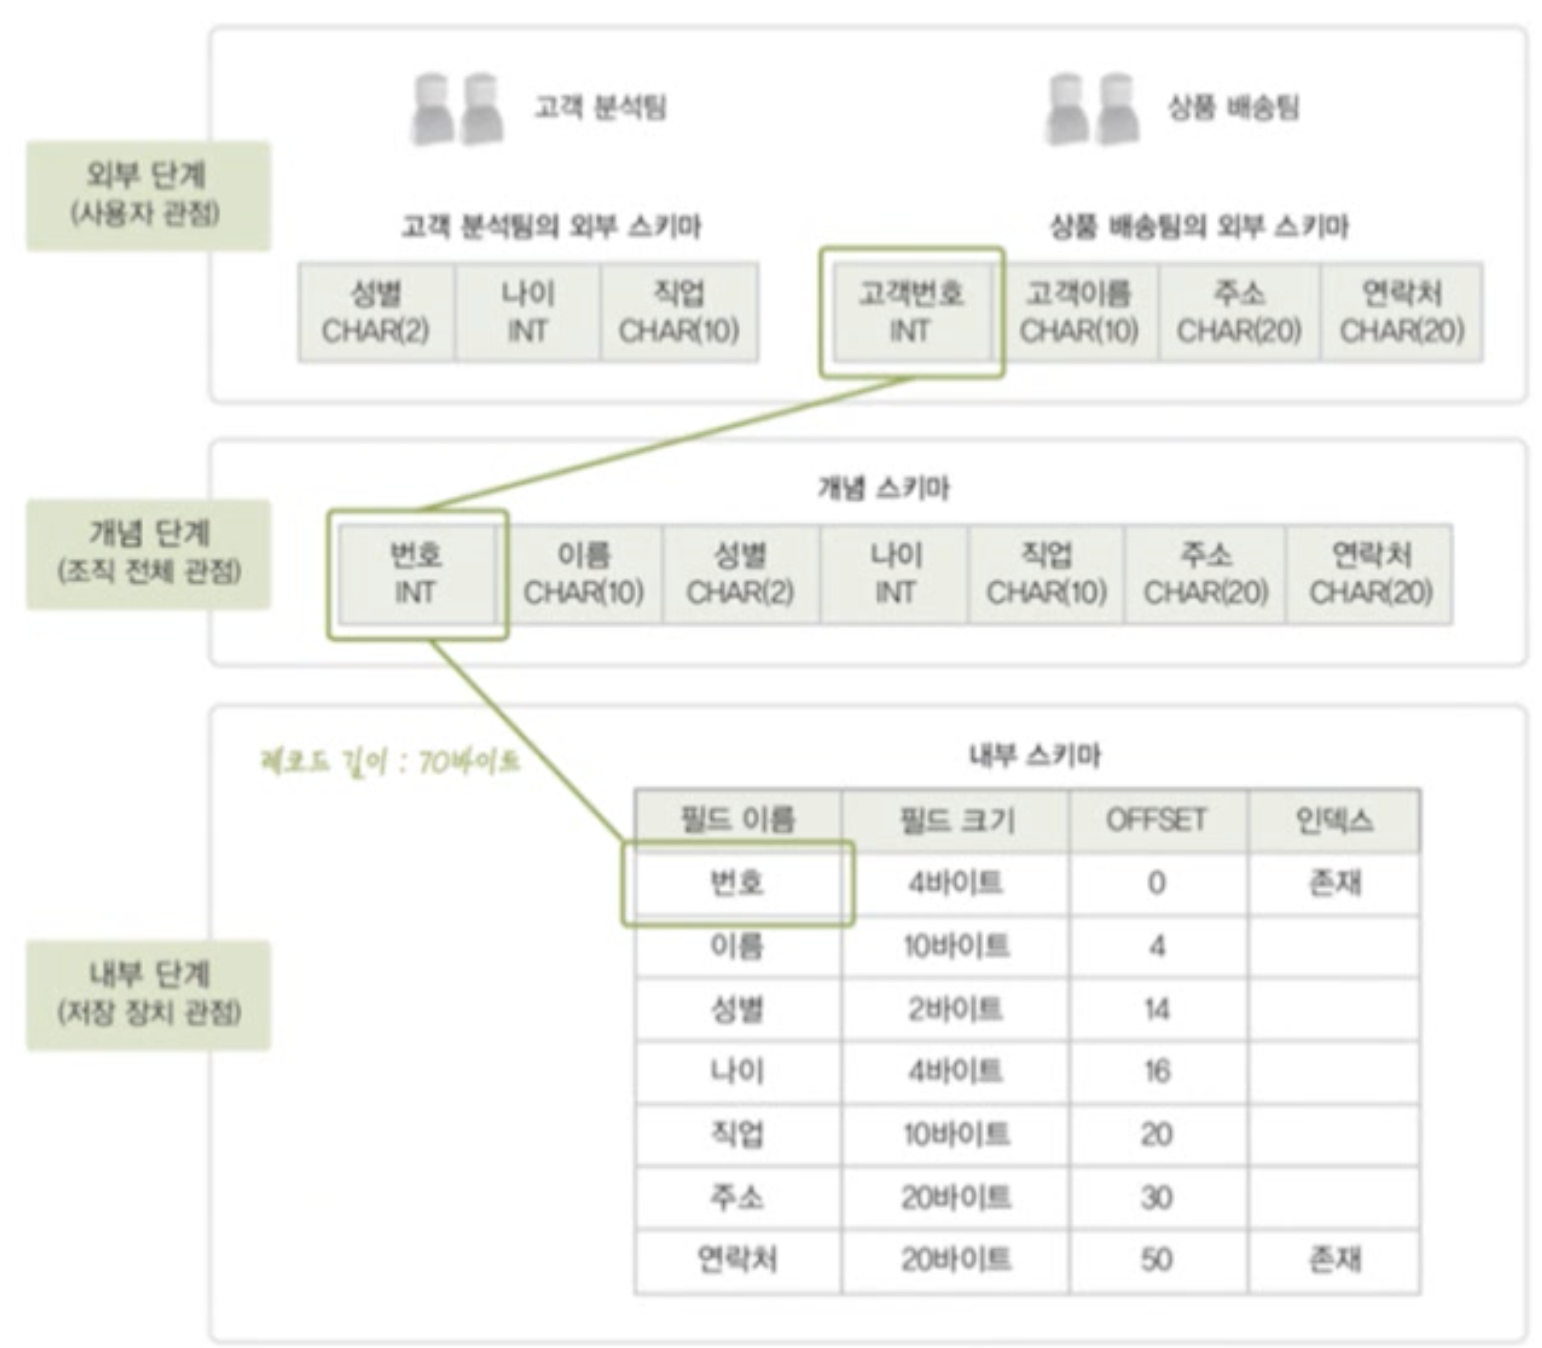 고객 분석팀
상품 배송팀
외부 단계
(사용자 관점)
고객 분석팀의 외부 스키마
상품 배송팀의 외부 스키마
성별 나이 직업
CHAR(2) INT CHAR(10)
고객번호 고객이름 주소 연락처
INT CHAR(10) CHAR(20) CHAR(20)
개념 단계
(조직 전체 관점)
개념 스키마
번호 이름 성별 나이 직업 주소 연락처
INT CHAR(10) CHAR(2) INT CHAR(10) CHAR(20) CHAR(20)
내부 단계
(저장 장치 관점)
레코드 길이 : 70바이트
내부 스키마
필드 이름 필드 크기 OFFSET 인덱스
번호 4바이트 0 존재
이름 10바이트 4
성별 2바이트 14
나이 4바이트 16
직업 10바이트 20
주소 20바이트 30
연락처 20바이트 50 존재